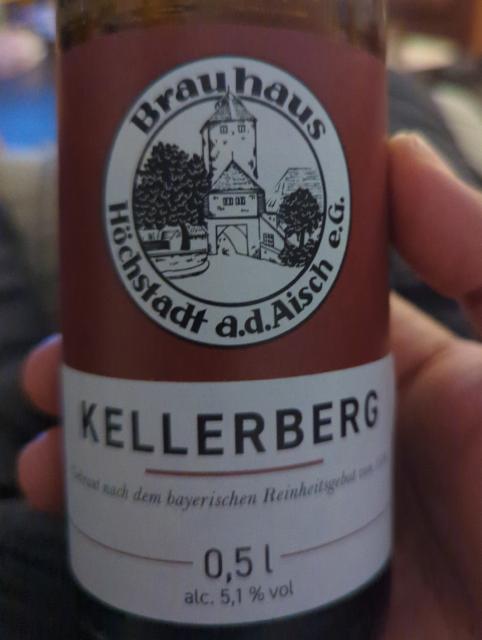 Brauhaus
Höchstadt a.d.Aisch e.G.
KELLERBERG
Gebraut nach dem bayerischen Reinheitsgebot von
0,5 l
alc. 5,1 % vol